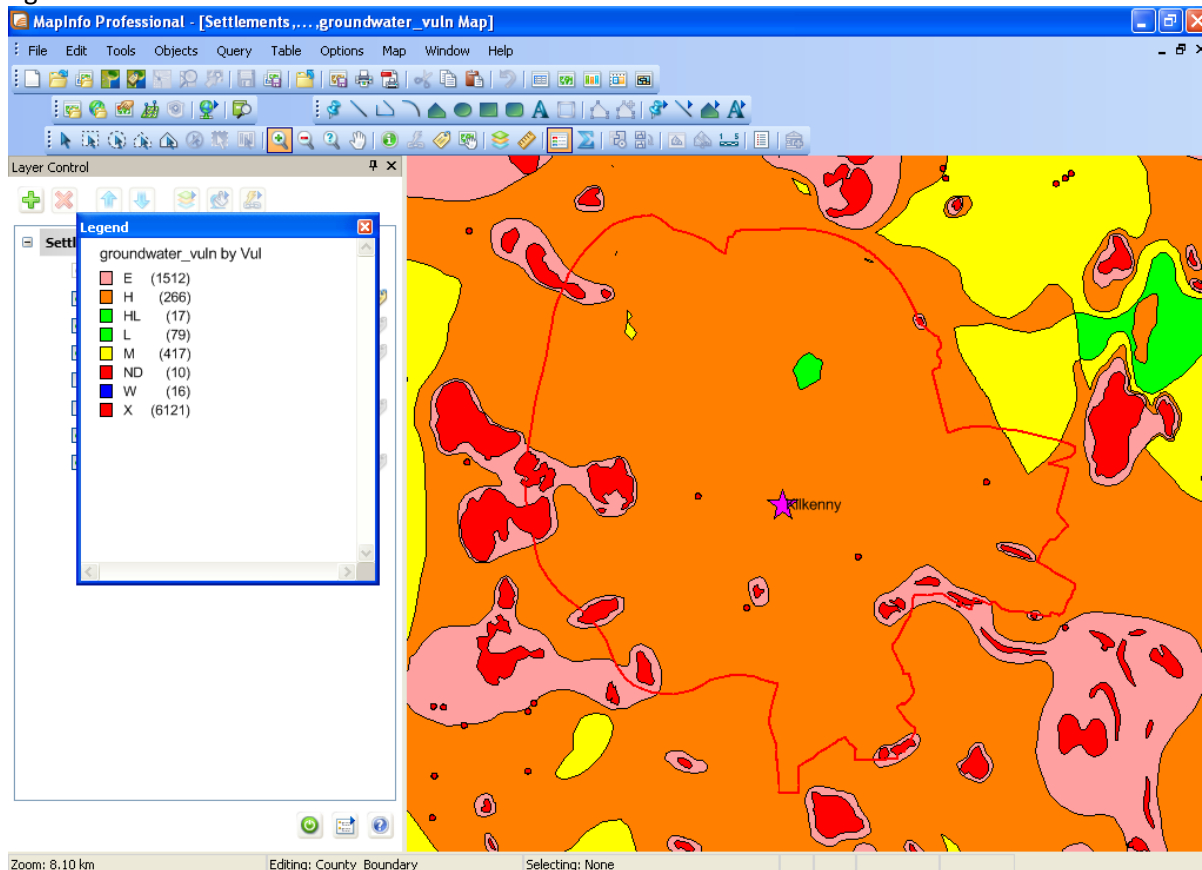 MapInfo Professional - [Settlements,...,groundwater_vuln Map]
File Edit Tools Objects Query Table Options Map Window Help
Layer Control
Legend
Settl
groundwater_vuln by Vul
E (1512)
H (266)
HL (17)
L (79)
M (417)
ND (10)
W (16)
X (6121)
Kilkenny
Zoom: 8.10 km Editing: County_Boundary Selecting: None